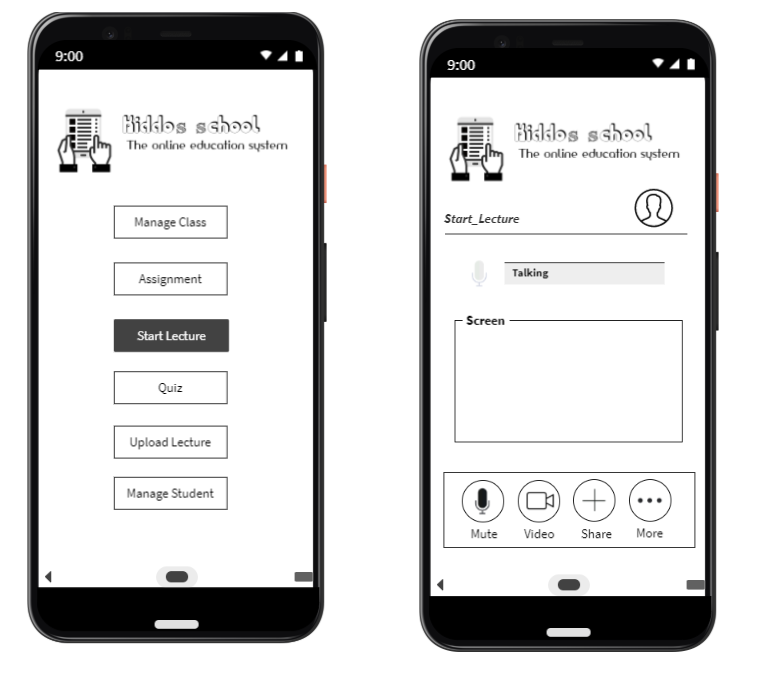 9:00
Kiddos school
The online education system
Manage Class
Assignment
Start Lecture
Quiz
Upload Lecture
Manage Student
9:00
Kiddos school
The online education system
Start_Lecture
Talking
Screen
Mute
Video
Share
More